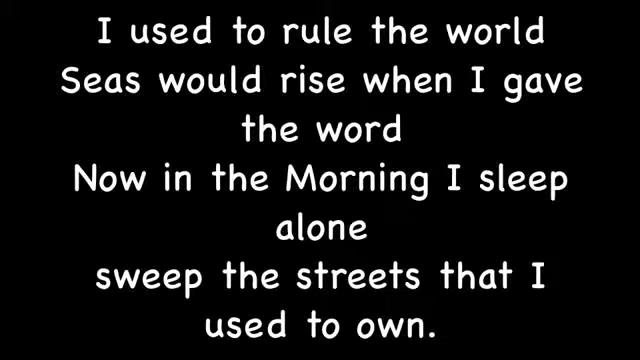 I used to rule the world
Seas would rise when I gave
the word
Now in the Morning I sleep
alone
sweep the streets that I
used to own.